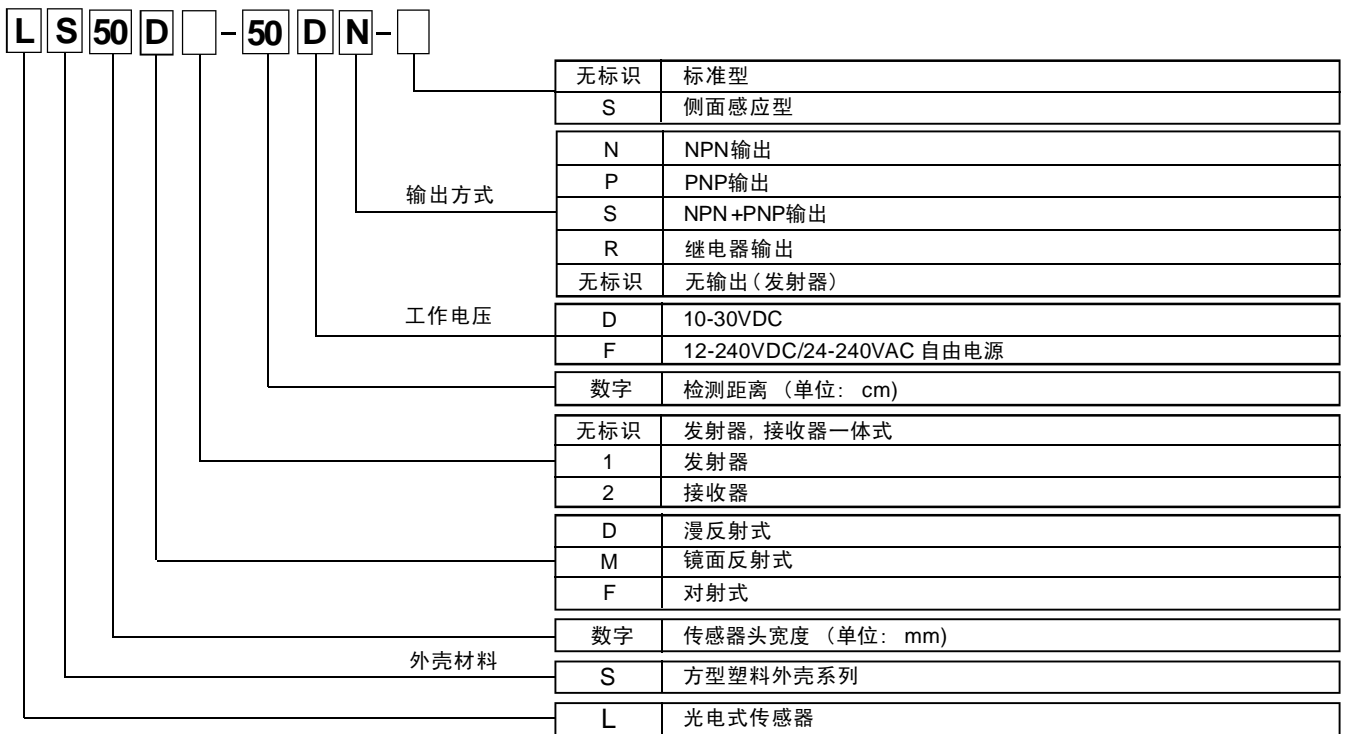 L S 50 D - 50 D N -
无标识 标准型
S 侧面感应型
N NPN输出
P PNP输出
输出方式
S NPN+PNP输出
R 继电器输出
无标识 无输出(发射器)
工作电压
D 10-30VDC
F 12-240VDC/24-240VAC 自由电源
数字 检测距离 (单位: cm)
无标识 发射器, 接收器一体式
1 发射器
2 接收器
D 漫反射式
M 镜面反射式
F 对射式
数字 传感器头宽度 (单位: mm)
外壳材料
S 方型塑料外壳系列
L 光电式传感器